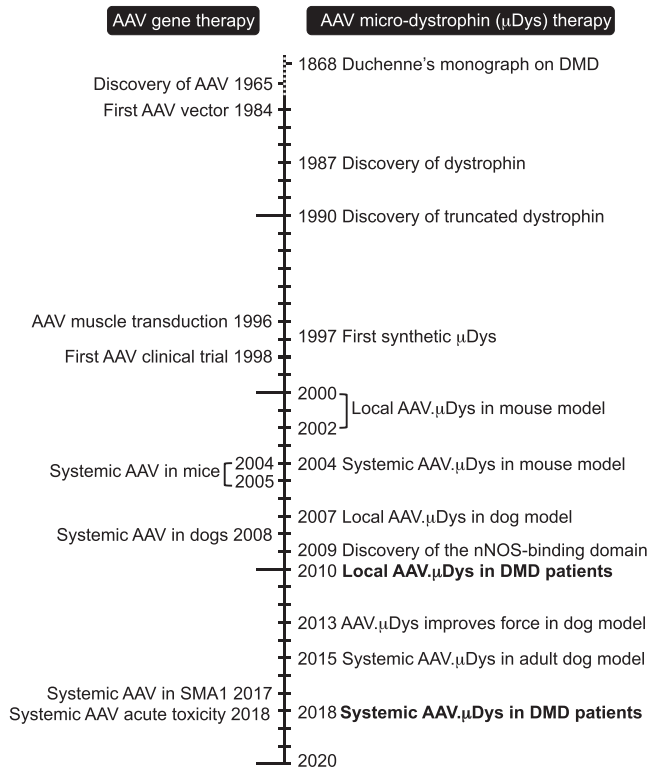 AAV gene therapy
AAV micro-dystrophin (μDys) therapy
1868 Duchenne's monograph on DMD
Discovery of AAV 1965
First AAV vector 1984
1987 Discovery of dystrophin
1990 Discovery of truncated dystrophin
AAV muscle transduction 1996
1997 First synthetic μDys
First AAV clinical trial 1998
2000
Local AAV.μDys in mouse model
2002
Systemic AAV in mice
2004
2005
2004 Systemic AAV.μDys in mouse model
2007 Local AAV.μDys in dog model
Systemic AAV in dogs 2008
2009 Discovery of the nNOS-binding domain
2010 Local AAV.μDys in DMD patients
2013 AAV.μDys improves force in dog model
2015 Systemic AAV.μDys in adult dog model
Systemic AAV in SMA1 2017
Systemic AAV acute toxicity 2018
2018 Systemic AAV.μDys in DMD patients
2020